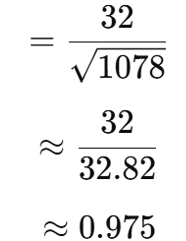 = 32/√1078
≈ 32/32.82
≈ 0.975